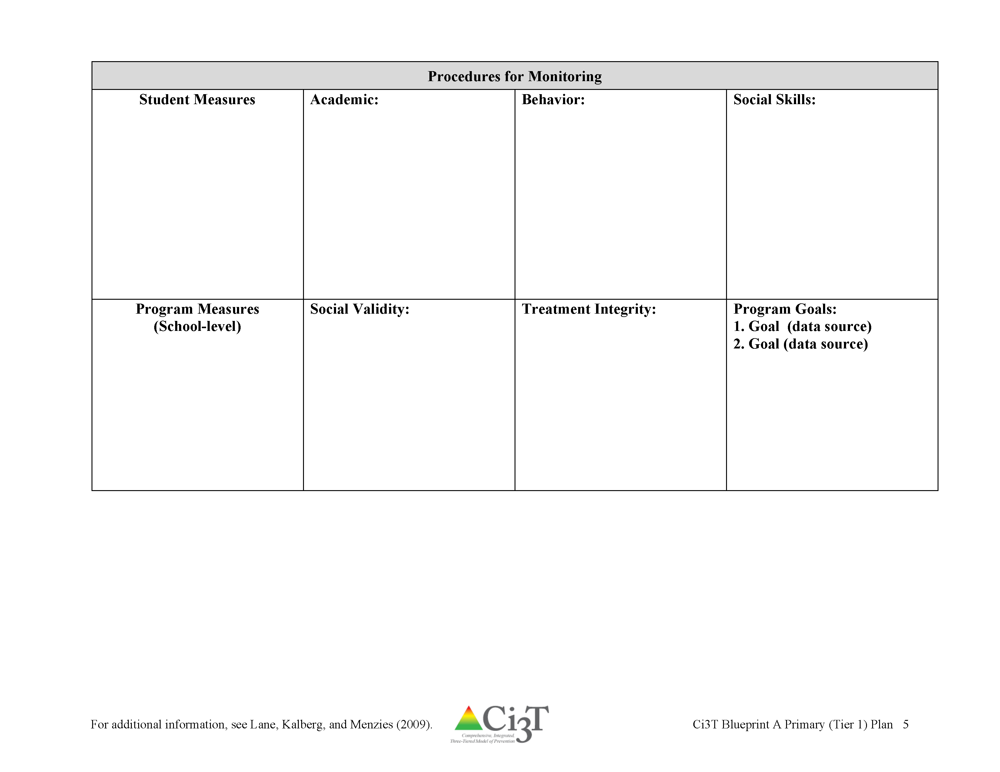 Procedures for Monitoring
Student Measures
Academic:
Behavior:
Social Skills:
Program Measures
(School-level)
Social Validity:
Treatment Integrity:
Program Goals:
1. Goal  (data source)
2. Goal (data source)
For additional information, see Lane, Kalberg, and Menzies (2009).
Ci3T
Comprehensive, Integrated,
Three-Tiered Model of Prevention
Ci3T Blueprint A Primary (Tier 1) Plan   5